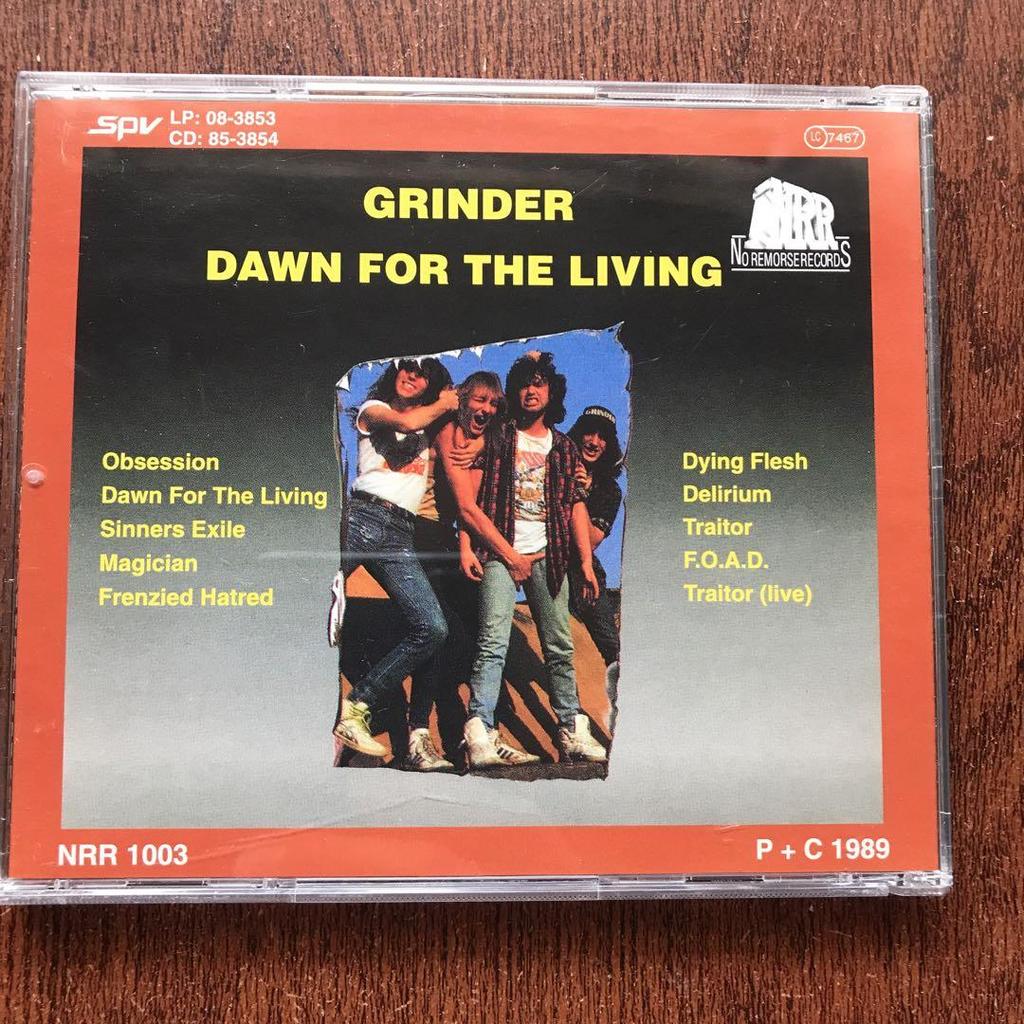 spv
LP: 08-3853
CD: 85-3854
LC 7467
GRINDER
DAWN FOR THE LIVING
NRR
NO REMORSE RECORDS
Obsession
Dawn For The Living
Sinners Exile
Magician
Frenzied Hatred
GRINDER
Dying Flesh
Delirium
Traitor
F.O.A.D.
Traitor (live)
NRR 1003
P + C 1989